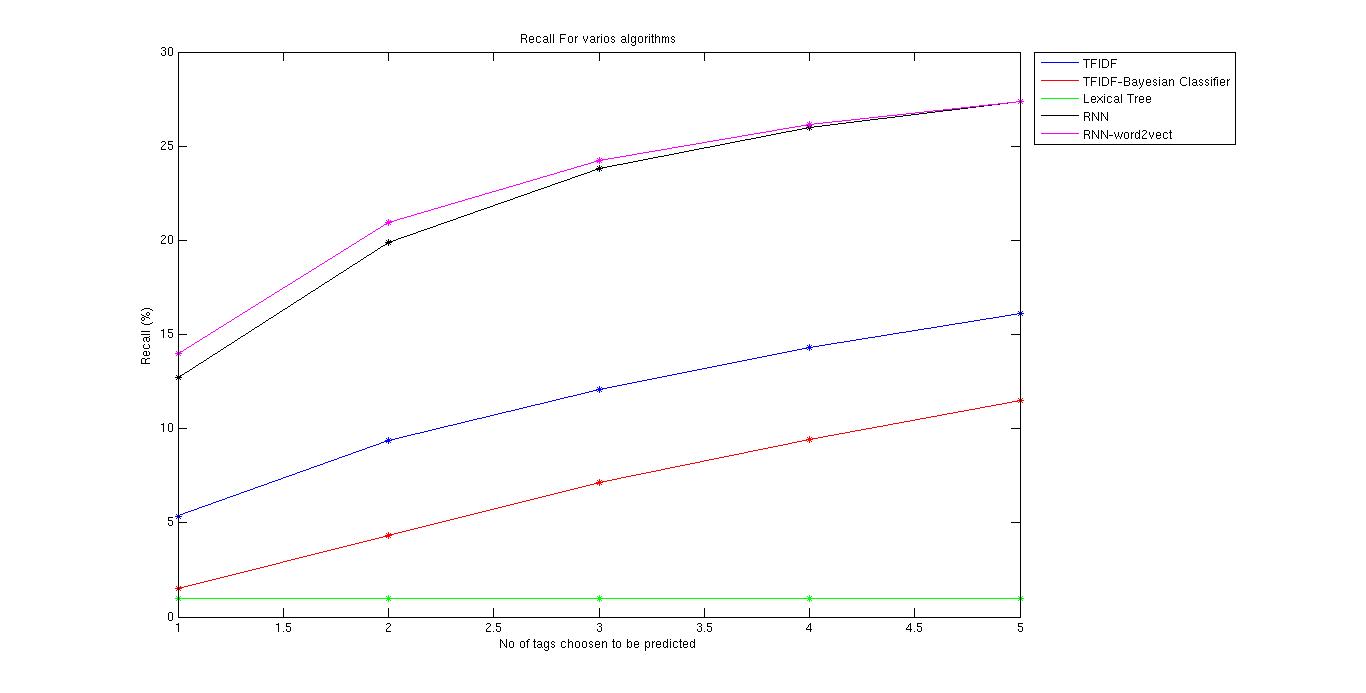 Recall For varios algorithms
30
25
20
15
10
5
0
Recall (%)
1
1.5
2
2.5
3
3.5
4
4.5
5
No of tags choosen to be predicted
TFIDF
TFIDF-Bayesian Classifier
Lexical Tree
RNN
RNN-word2vect